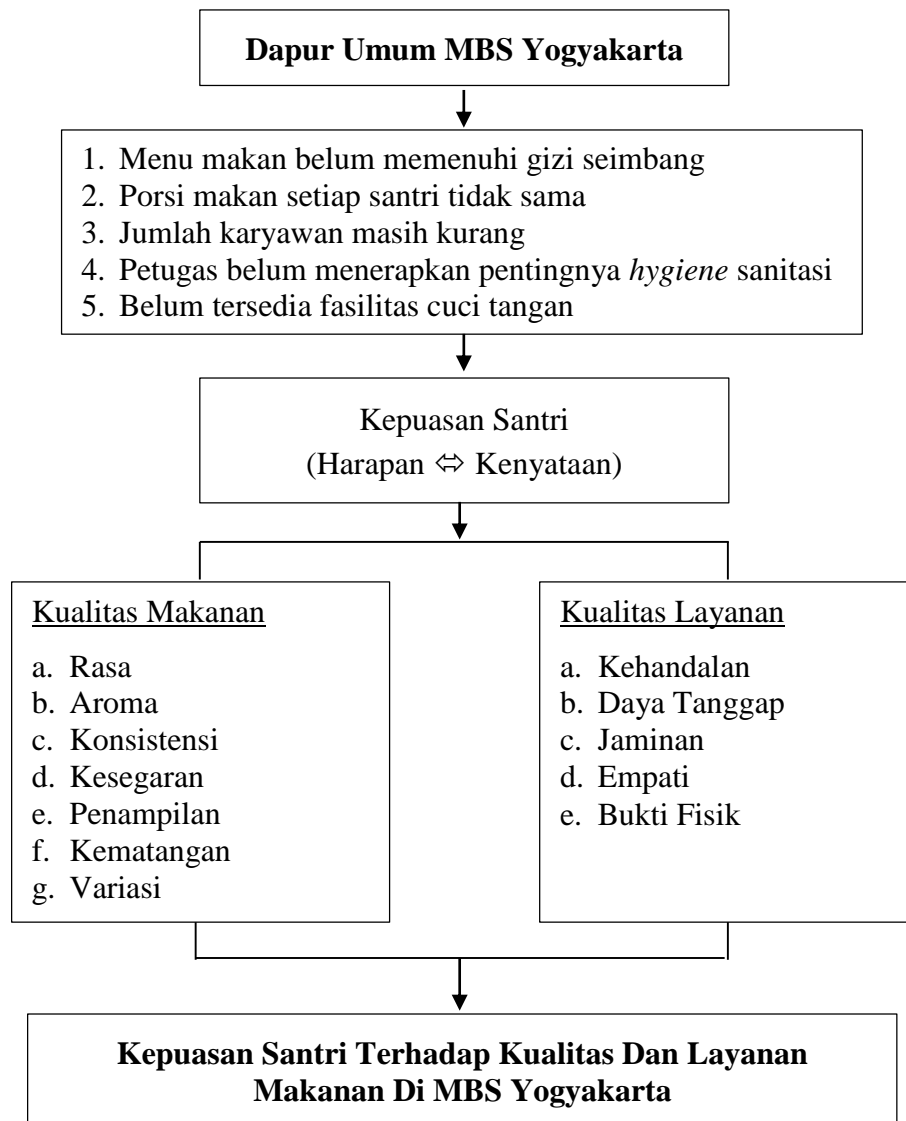 Dapur Umum MBS Yogyakarta
1. Menu makan belum memenuhi gizi seimbang
2. Porsi makan setiap santri tidak sama
3. Jumlah karyawan masih kurang
4. Petugas belum menerapkan pentingnya hygiene sanitasi
5. Belum tersedia fasilitas cuci tangan
Kepuasan Santri
(Harapan ⬄ Kenyataan)
Kualitas Makanan
a. Rasa
b. Aroma
c. Konsistensi
d. Kesegaran
e. Penampilan
f. Kematangan
g. Variasi
Kualitas Layanan
a. Kehandalan
b. Daya Tanggap
c. Jaminan
d. Empati
e. Bukti Fisik
Kepuasan Santri Terhadap Kualitas Dan Layanan
Makanan Di MBS Yogyakarta